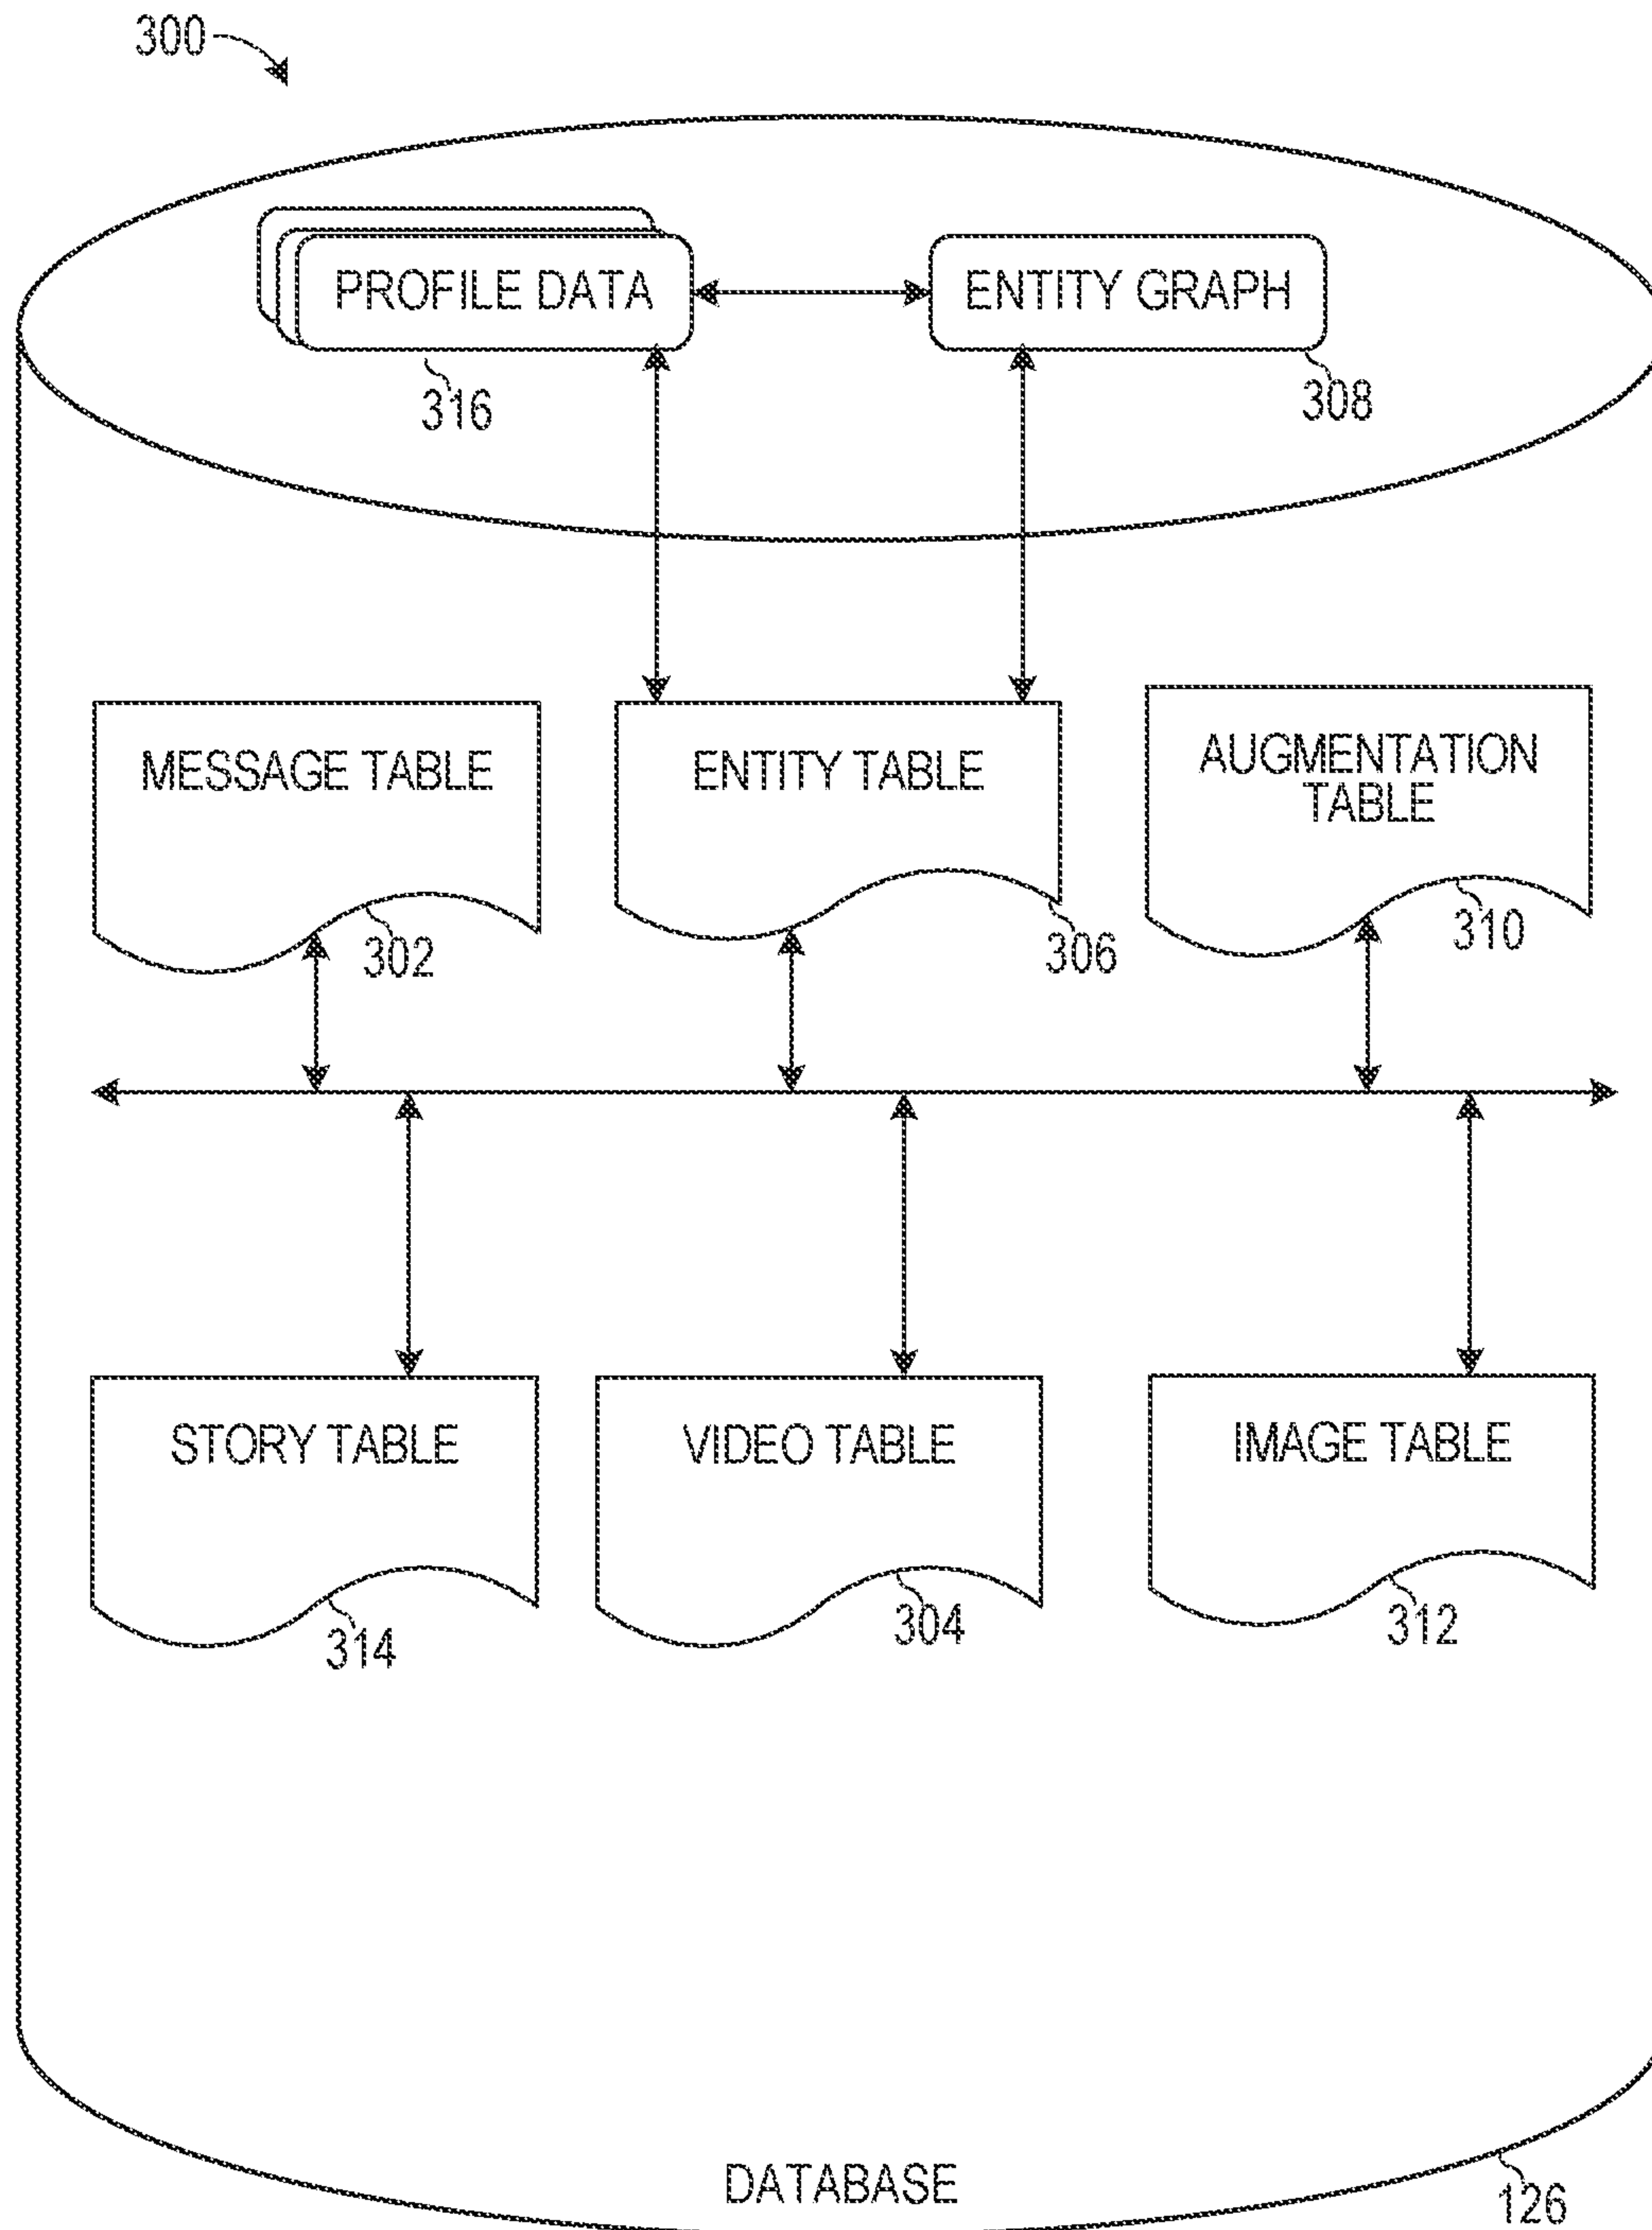 300
PROFILE DATA
ENTITY GRAPH
316
308
MESSAGE TABLE
ENTITY TABLE
AUGMENTATION
TABLE
302
306
310
STORY TABLE
VIDEO TABLE
IMAGE TABLE
314
304
312
DATABASE
126